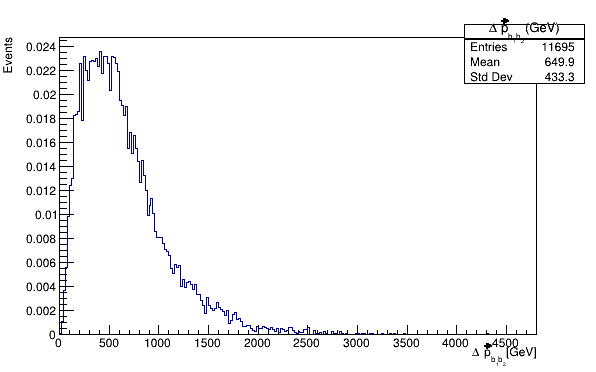 Δ p⃗ b₁b₂ (GeV)
Entries 11695
Mean 649.9
Std Dev 433.3
Events
0.024
0.022
0.02
0.018
0.016
0.014
0.012
0.01
0.008
0.006
0.004
0.002
0
0 500 1000 1500 2000 2500 3000 3500 4000 4500
Δ p⃗ b₁b₂ [GeV]